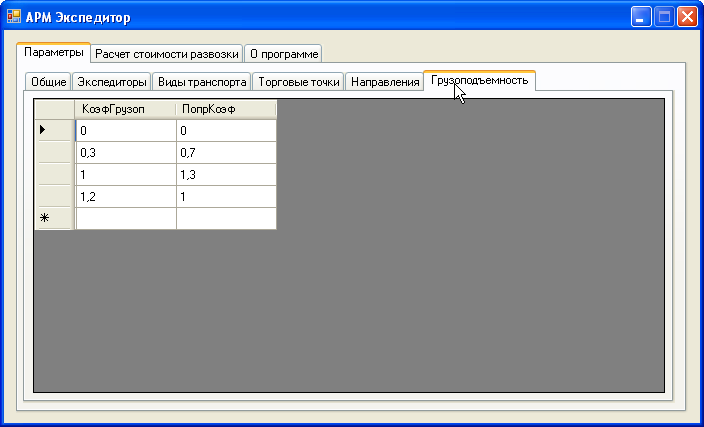 АРМ Экспедитор
Параметры Расчет стоимости развозки О программе
Общие Экспедиторы Виды транспорта Торговые точки Направления Грузоподъемность
КоэфГрузоп ПопрКоэф
0 0
0,3 0,7
1 1,3
1,2 1